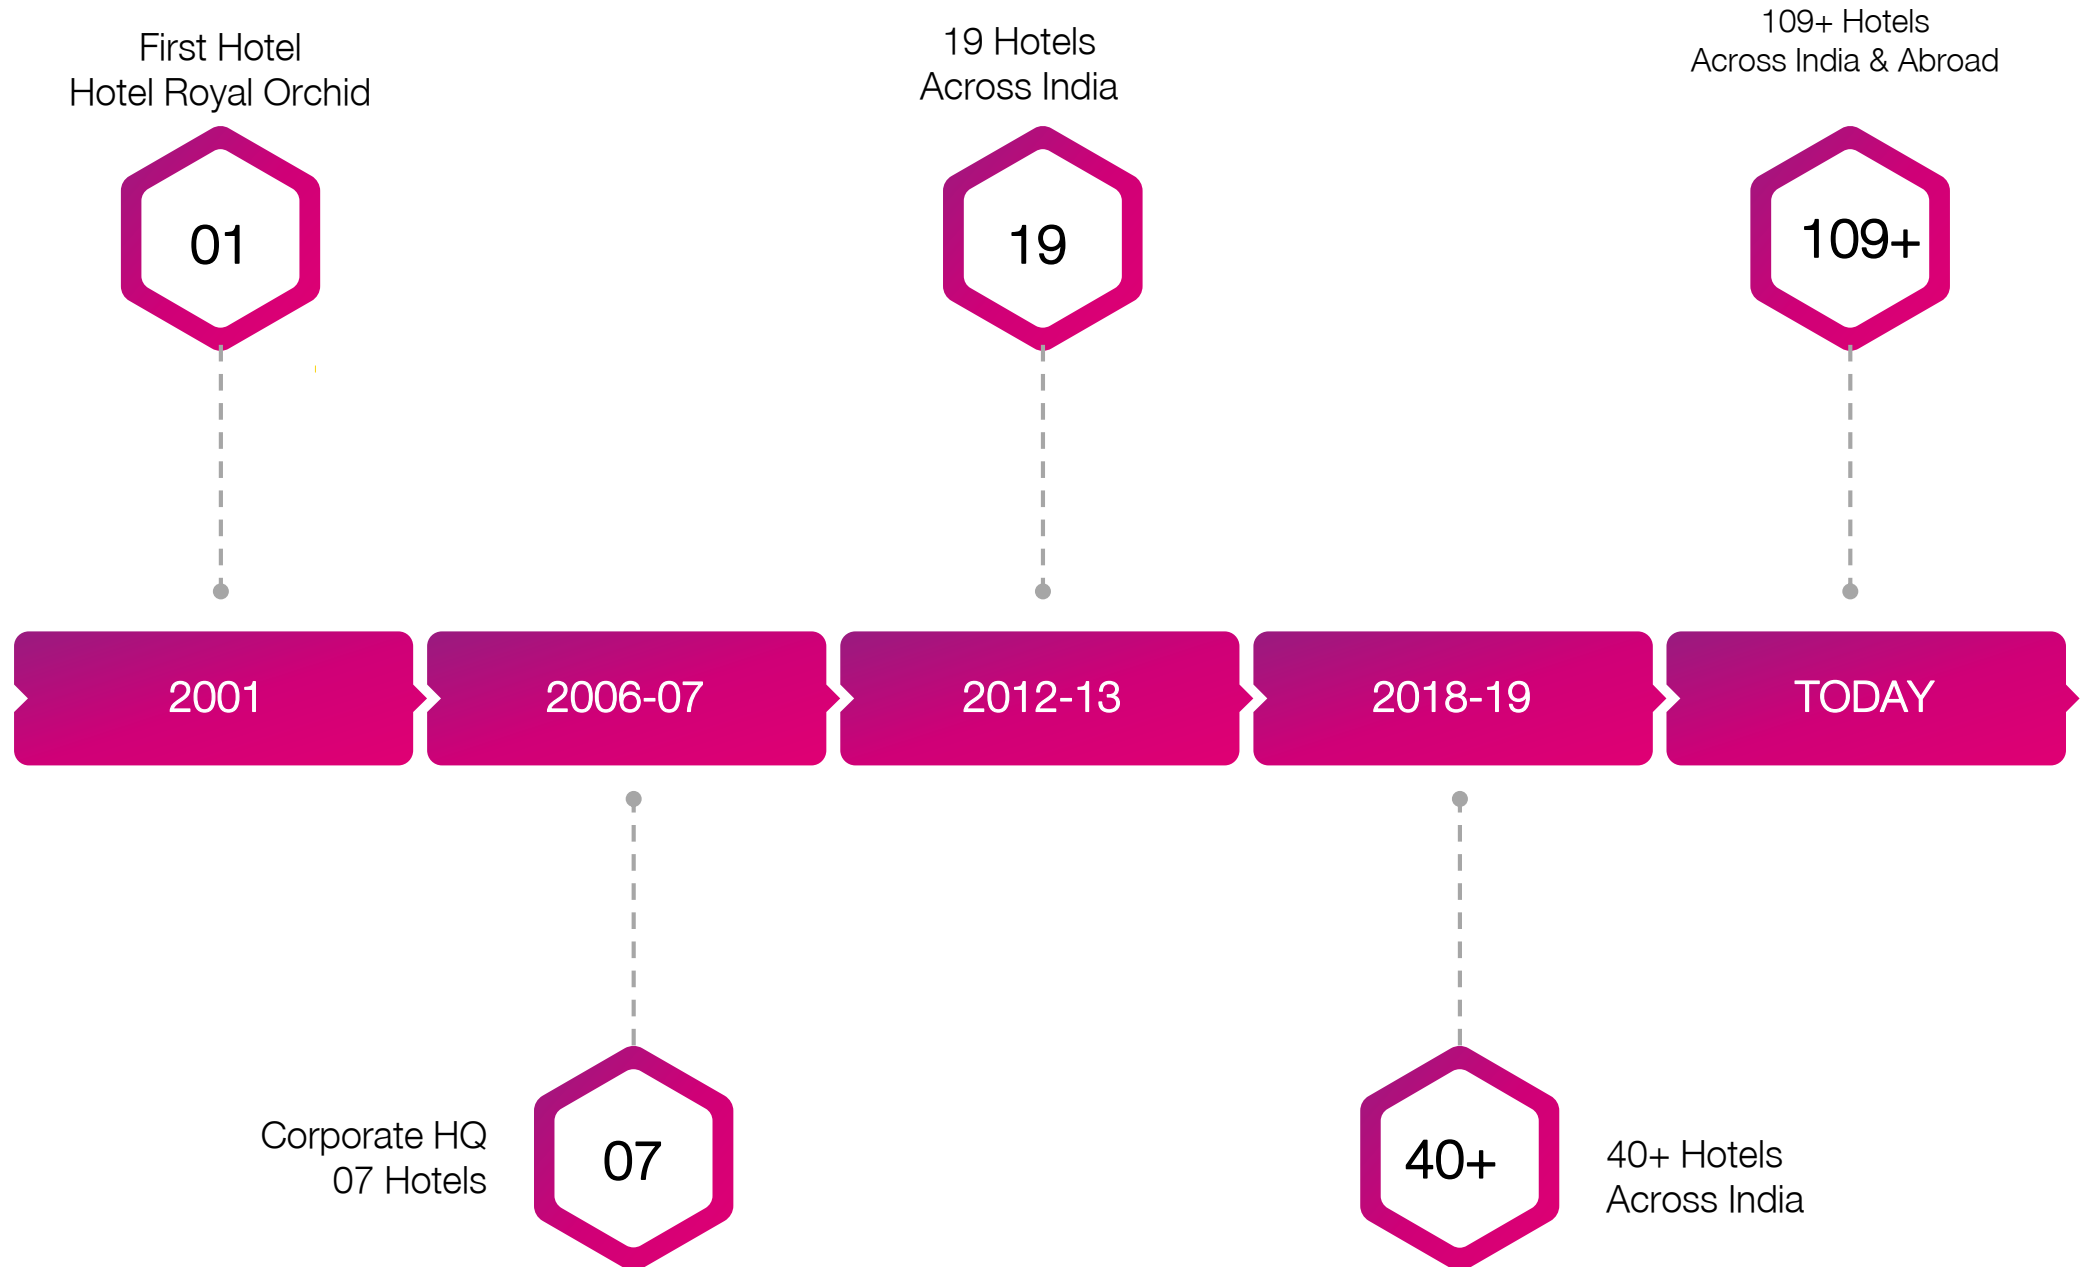 First Hotel
Hotel Royal Orchid
01
19 Hotels
Across India
19
109+ Hotels
Across India & Abroad
109+
2001
2006-07
2012-13
2018-19
TODAY
Corporate HQ
07 Hotels
07
40+
40+ Hotels
Across India